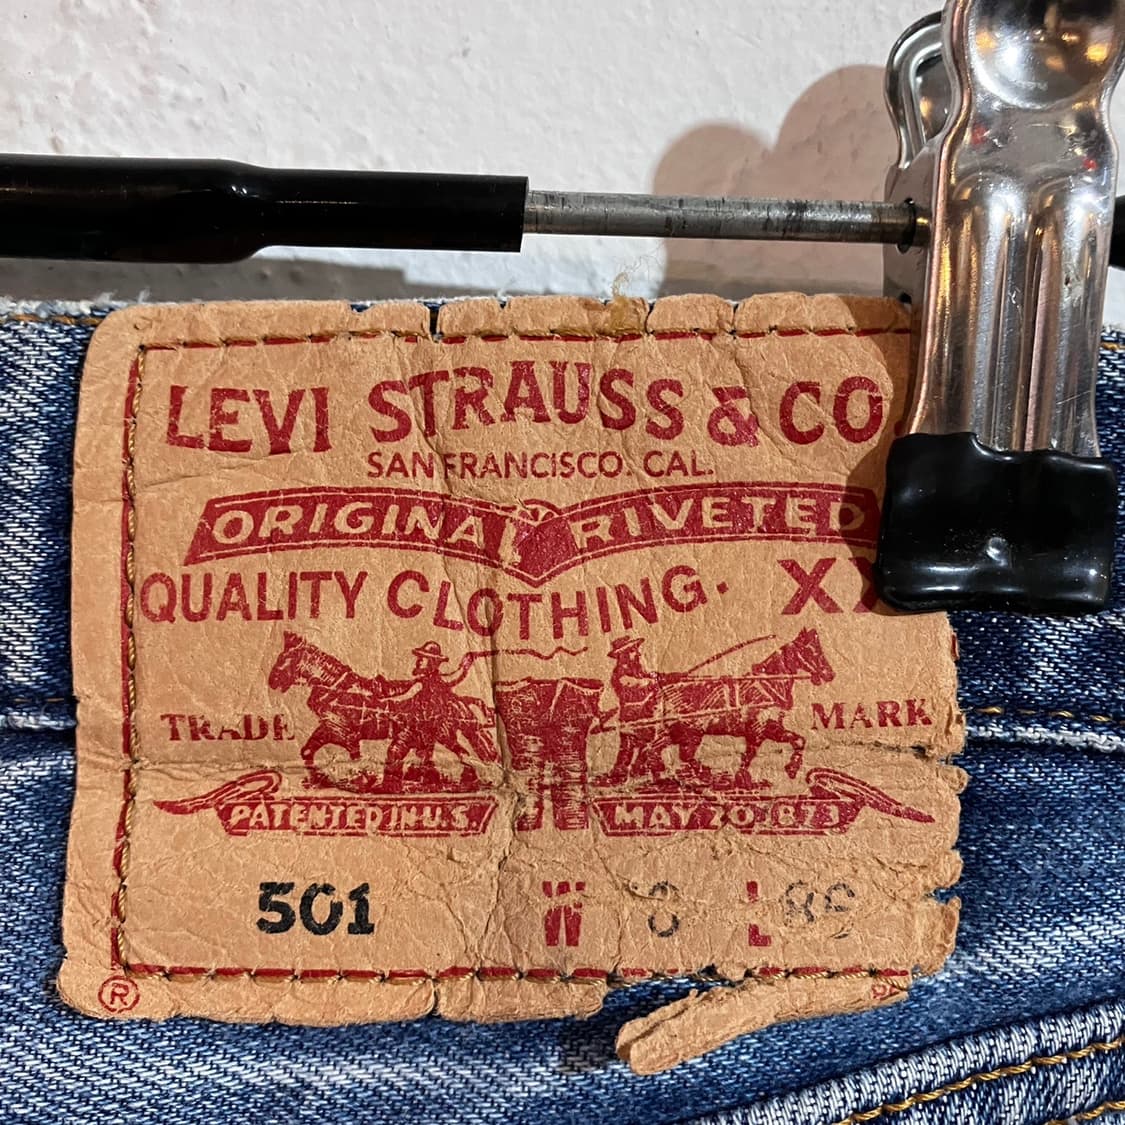 LEVI STRAUSS & CO.
SAN FRANCISCO, CAL.
ORIGINAL RIVETED
QUALITY CLOTHING. XX
TRADE MARK
PATENTED IN U.S. MAY 20 1873
501 W L
®